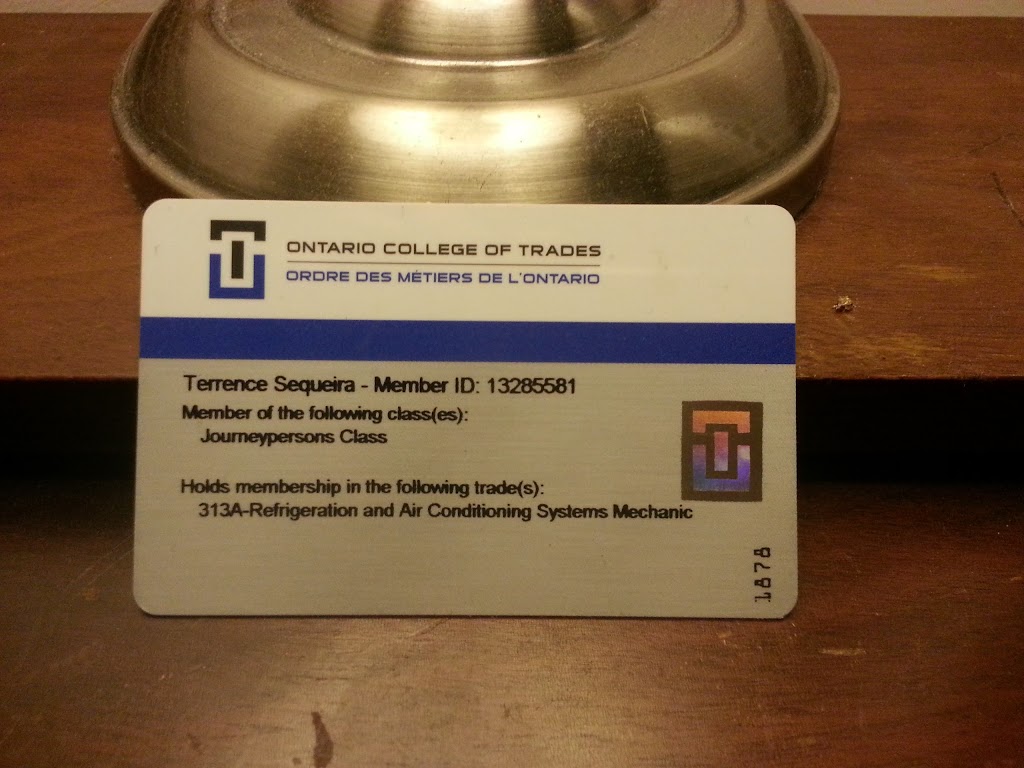 ONTARIO COLLEGE OF TRADES
ORDRE DES MÉTIERS DE L'ONTARIO
Terrence Sequeira - Member ID: 13285581
Member of the following class(es):
Journeypersons Class
Holds membership in the following trade(s):
313A-Refrigeration and Air Conditioning Systems Mechanic
1878